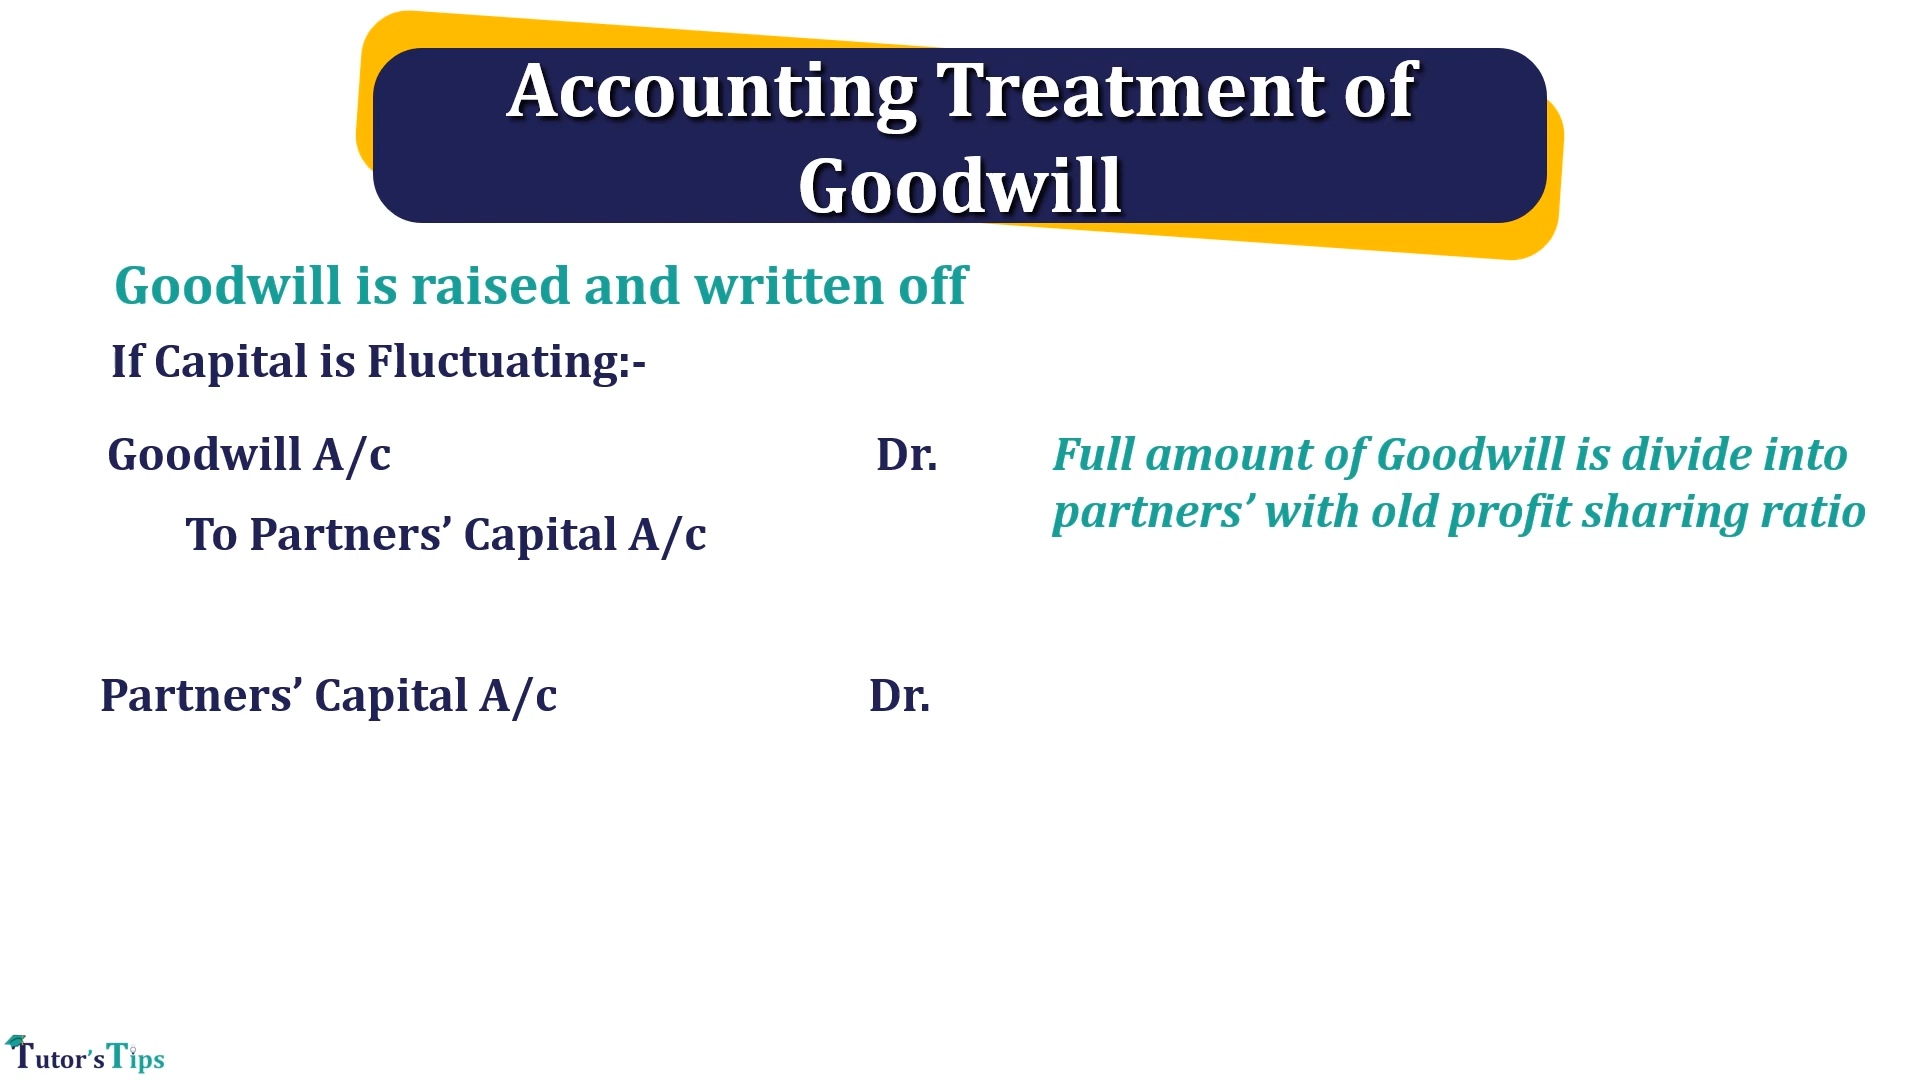 Accounting Treatment of
Goodwill
Goodwill is raised and written off
If Capital is Fluctuating:-
Goodwill A/c Dr. Full amount of Goodwill is divide into
partners’ with old profit sharing ratio
To Partners’ Capital A/c
Partners’ Capital A/c Dr.
Tutor’sTips